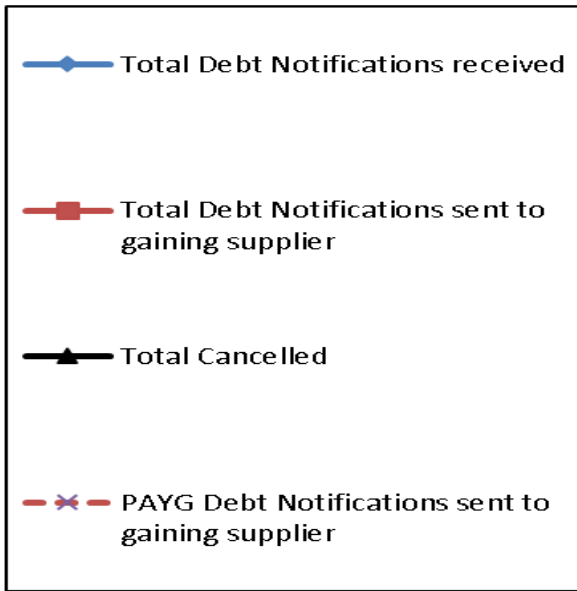 Total Debt Notifications received
Total Debt Notifications sent to
gaining supplier
Total Cancelled
PAYG Debt Notifications sent to
gaining supplier